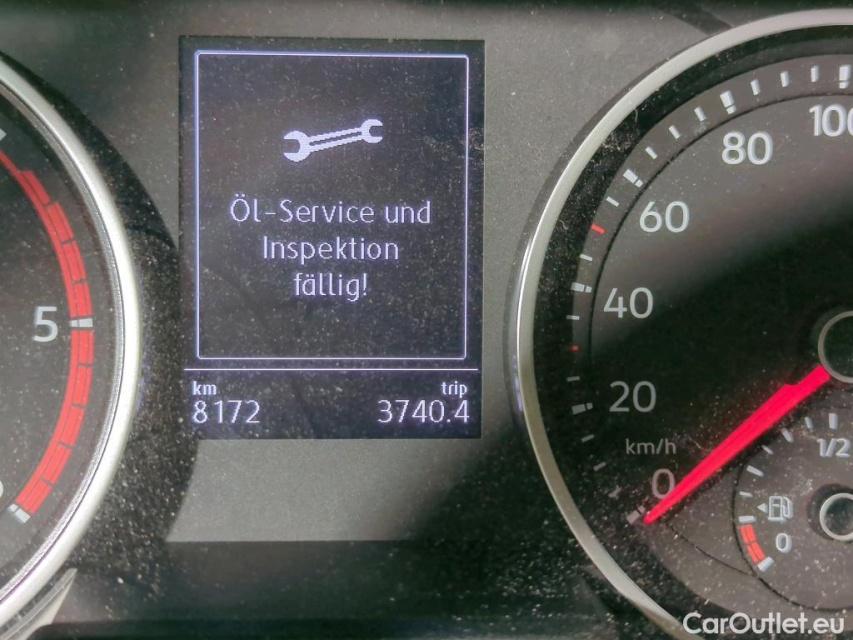 Öl-Service und
Inspektion
fällig!
km trip
8172 3740.4
5
100
80
60
40
20
km/h
0
1/2
0
CarOutlet.eu